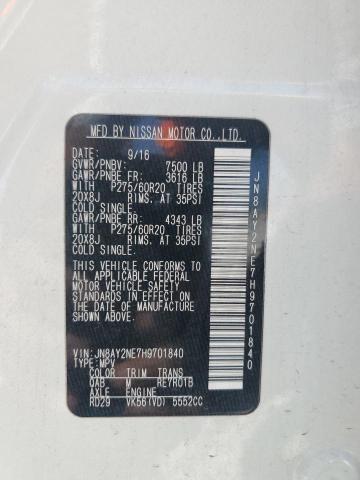 MFD BY NISSAN MOTOR CO.,LTD.
DATE: 9/16
GVWR/PNBV: 7500 LB
GAWR/PNBE FR: 3616 LB
WITH P275/60R20 TIRES
20X8J RIMS. AT 35PSI
COLD SINGLE.
GAWR/PNBE RR: 4343 LB
WITH P275/60R20 TIRES
20X8J RIMS. AT 35PSI
COLD SINGLE.
THIS VEHICLE CONFORMS TO
ALL APPLICABLE FEDERAL
MOTOR VEHICLE SAFETY
STANDARDS IN EFFECT ON
THE DATE OF MANUFACTURE
SHOWN ABOVE.
VIN: JN8AY2NE7H9701840
TYPE: MPV
COLOR TRIM TRANS
QAB M RE7R01B
AXLE ENGINE
RD29 VK56(VD) 5552CC
JN8AY2NE7H9701840